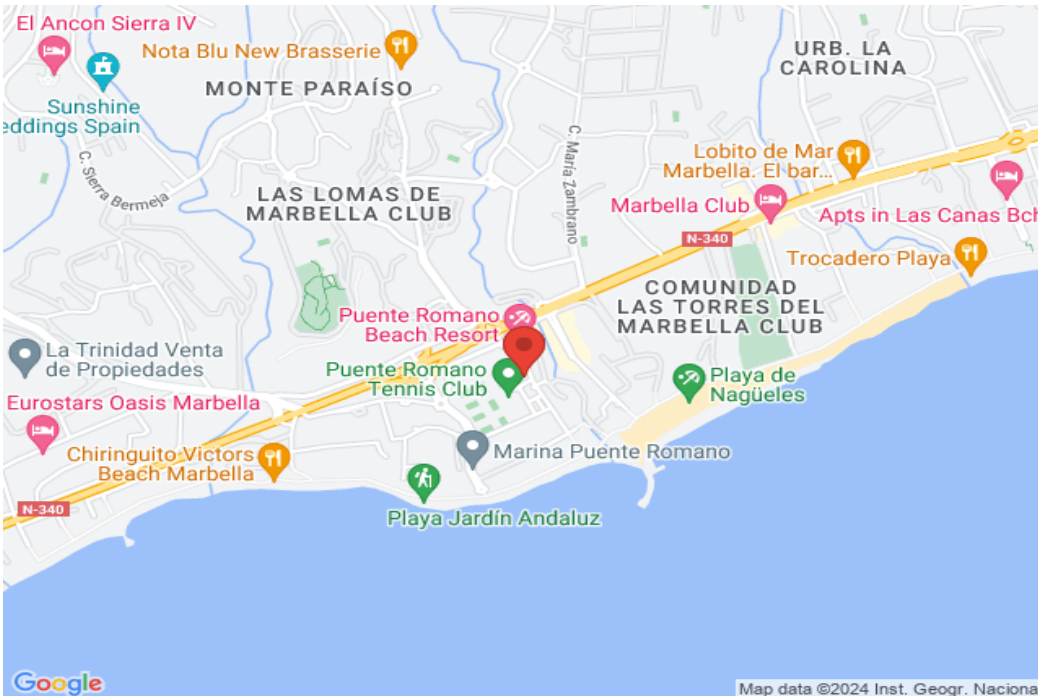 El Ancon Sierra IV
Nota Blu New Brasserie
URB. LA
CAROLINA
MONTE PARAÍSO
Sunshine
eddings Spain
C. Sierra Bermeja
C. María Zambrano
Lobito de Mar
Marbella. El bar...
LAS LOMAS DE
MARBELLA CLUB
Marbella Club
Apts in Las Canas Bch
N-340
Trocadero Playa
COMUNIDAD
LAS TORRES DEL
MARBELLA CLUB
Puente Romano
Beach Resort
La Trinidad Venta
de Propiedades
Puente Romano
Tennis Club
Playa de
Nagüeles
Eurostars Oasis Marbella
Chiringuito Victors
Beach Marbella
Marina Puente Romano
N-340
Playa Jardín Andaluz
Google
Map data ©2024 Inst. Geogr. Naciona